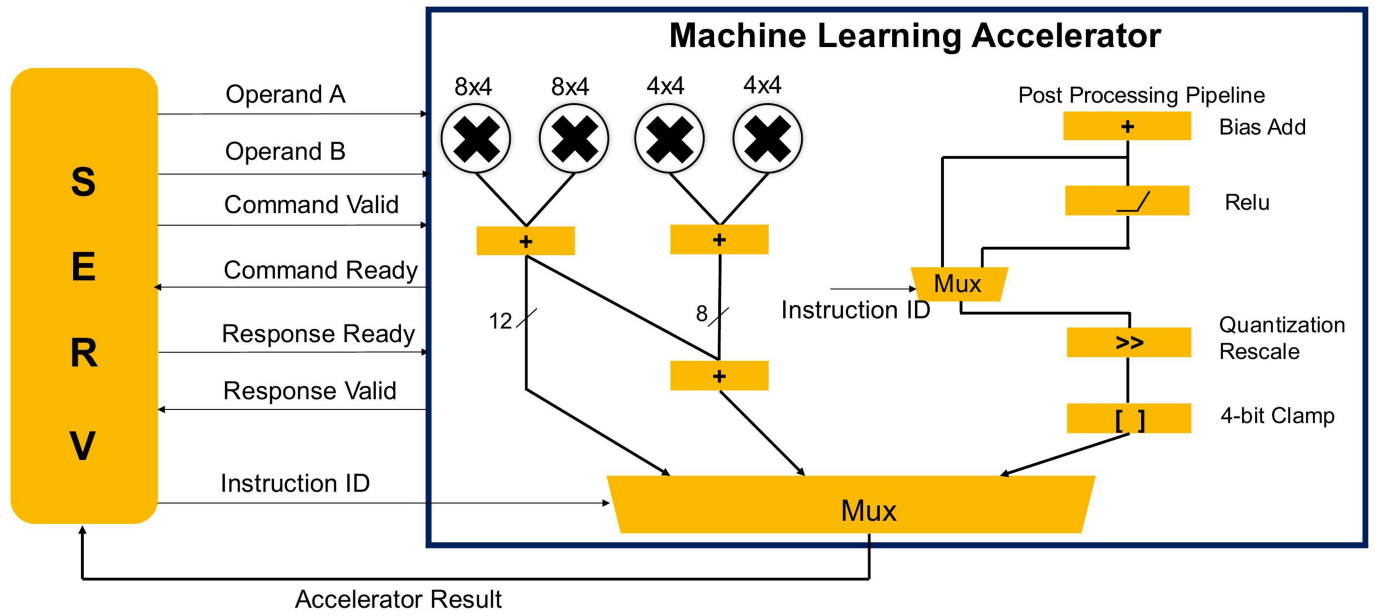 Machine Learning Accelerator
S
E
R
V
Operand A
Operand B
Command Valid
Command Ready
Response Ready
Response Valid
Instruction ID
8x4
8x4
4x4
4x4
+
+
12
8
+
Post Processing Pipeline
+
Bias Add
Relu
Mux
Instruction ID
>>
Quantization
Rescale
[ ]
4-bit Clamp
Mux
Accelerator Result